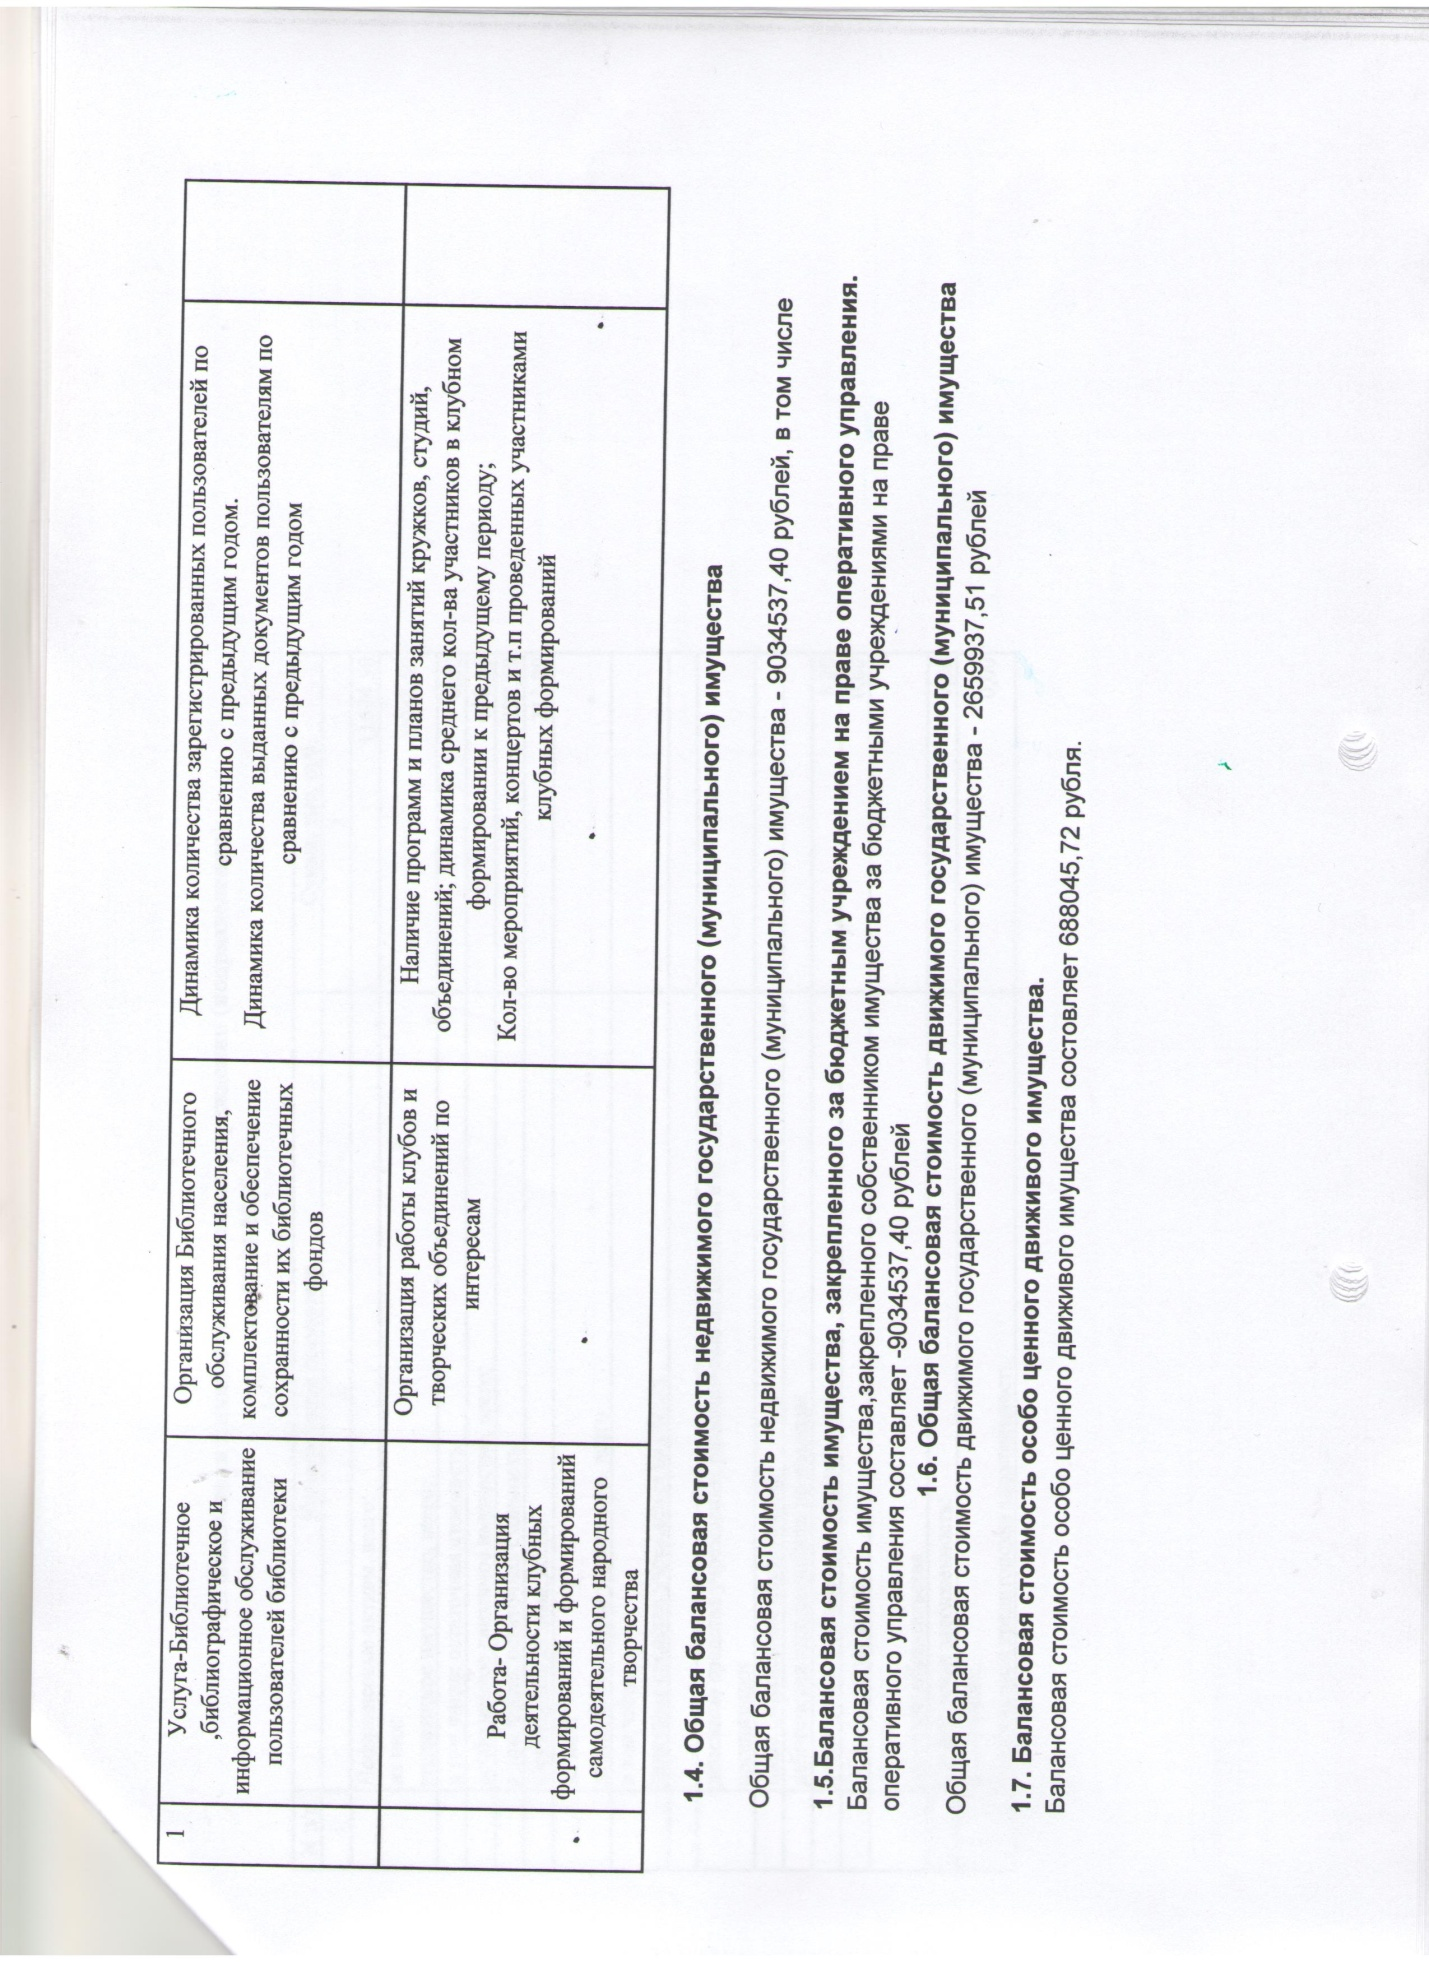 1
Услуга-Библиотечное
,библиографическое и
информационное обслуживание
пользователей библиотеки
Организация Библиотечного
обслуживания населения,
комплектование и обеспечение
сохранности их библиотечных
фондов
Динамика количества зарегистрированных пользователей по
сравнению с предыдущим годом.
Динамика количества выданных документов пользователям по
сравнению с предыдущим годом
Работа- Организация
деятельности клубных
формирований и формирований
самодеятельного народного
творчества
Организация работы клубов и
творческих объединений по
интересам
Наличие программ и планов занятий кружков, студий,
объединений; динамика среднего кол-ва участников в клубном
формировании к предыдущему периоду;
Кол-во мероприятий, концертов и т.п проведенных участниками
клубных формирований
1.4. Общая балансовая стоимость недвижимого государственного (муниципального) имущества
Общая балансовая стоимость недвижимого государственного (муниципального) имущества - 9034537,40 рублей, в том числе
1.5.Балансовая стоимость имущества, закрепленного за бюджетным учреждением на праве оперативного управления.
Балансовая стоимость имущества,закрепленного собственником имущества за бюджетными учреждениями на праве
оперативного управления составляет -9034537,40 рублей
1.6. Общая балансовая стоимость движимого государственного (муниципального) имущества
Общая балансовая стоимость движимого государственного (муниципального) имущества - 2659937,51 рублей
1.7. Балансовая стоимость особо ценного движивого имущества.
Балансовая стоимость особо ценного движивого имущества состовляет 688045,72 рубля.